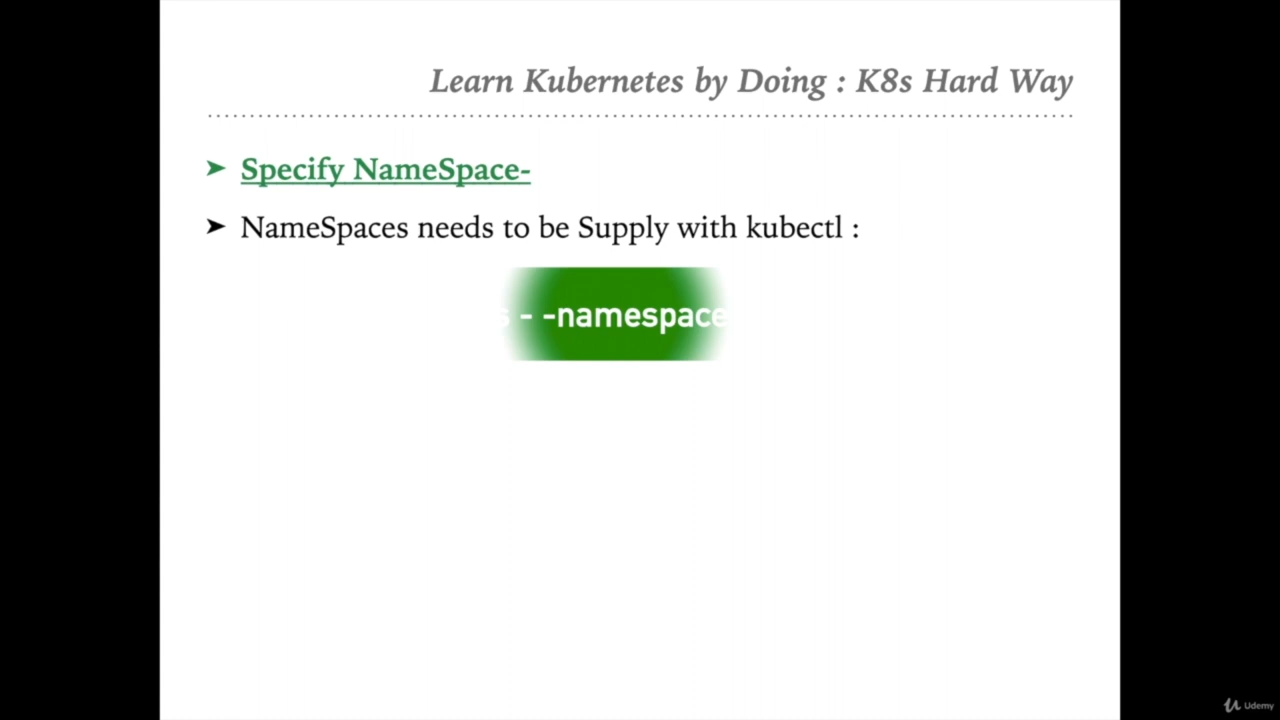 Learn Kubernetes by Doing : K8s Hard Way
➤ Specify NameSpace-
➤ NameSpaces needs to be Supply with kubectl :
s - -namespace
Udemy